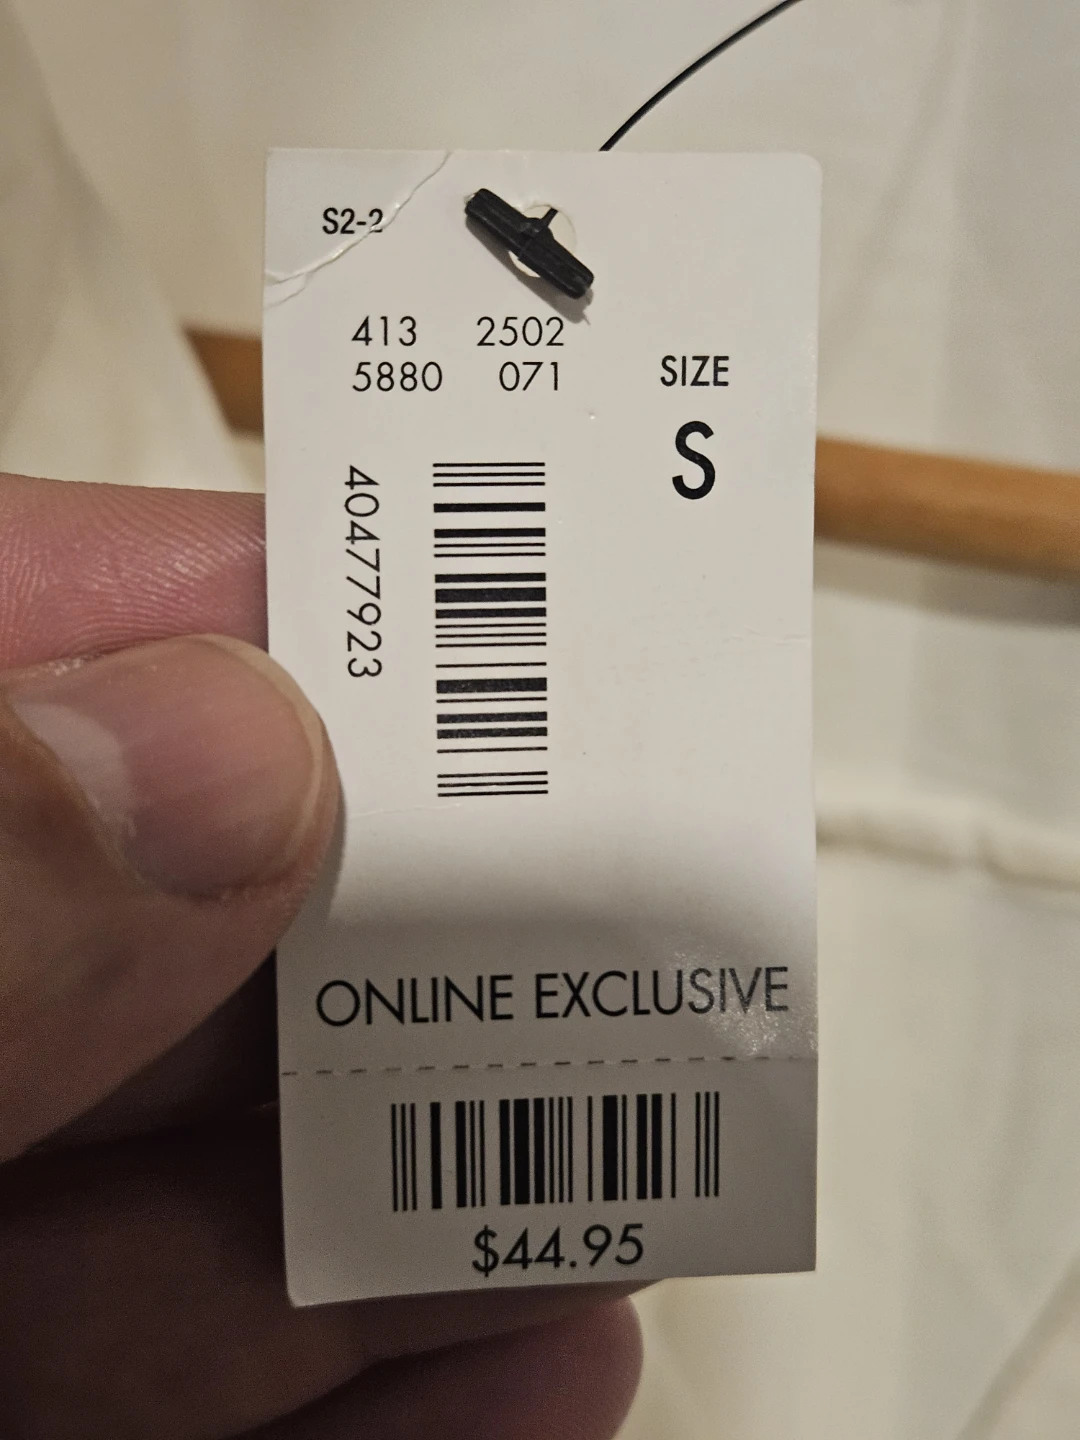 S2-2
413 2502
5880 071
SIZE
S
40477923
ONLINE EXCLUSIVE
$44.95